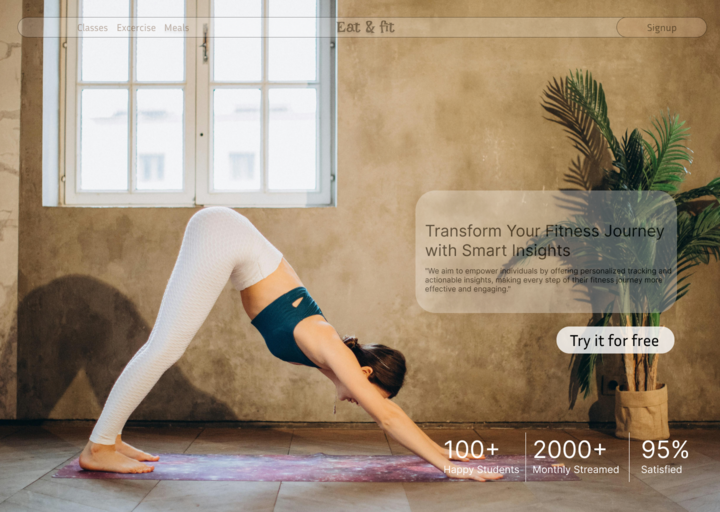 Classes Excercise Meals Eat & fit Signup
Transform Your Fitness Journey
with Smart Insights
"We aim to empower individuals by offering personalized tracking and
actionable insights, making every step of their fitness journey more
effective and engaging."
Try it for free
100+ 2000+ 95%
Happy Students Monthly Streamed Satisfied